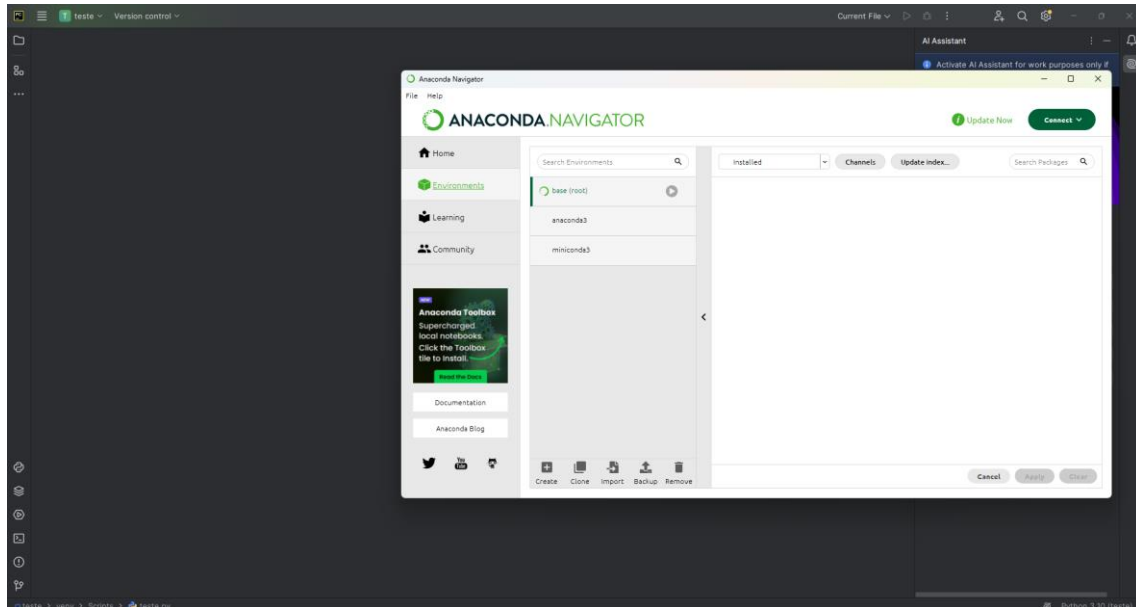 teste
Version control
Current File
AI Assistant
Activate AI Assistant for work purposes only if
Anaconda Navigator
File Help
ANACONDA.NAVIGATOR
Update Now
Connect
Home
Environments
Learning
Community
Search Environments
base (root)
anaconda3
miniconda3
Installed
Channels
Update index...
Search Packages
NEW
Anaconda Toolbox
Supercharged
local notebooks.
Click the Toolbox
tile to install.
Read the Docs
Documentation
Anaconda Blog
Create Clone Import Backup Remove
Cancel
Apply
Clear
teste > venv > Scripts > teste.py
Python 3.10 (teste)